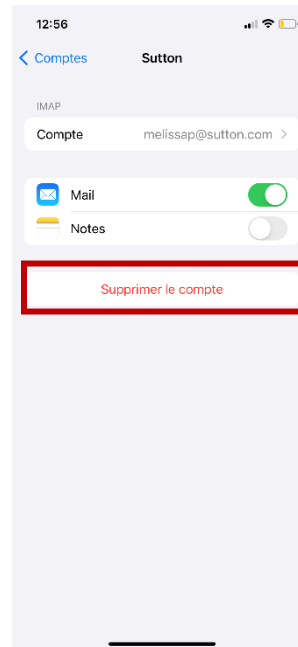 12:56
Comptes Sutton
IMAP
Compte melissap@sutton.com
Mail
Notes
Supprimer le compte